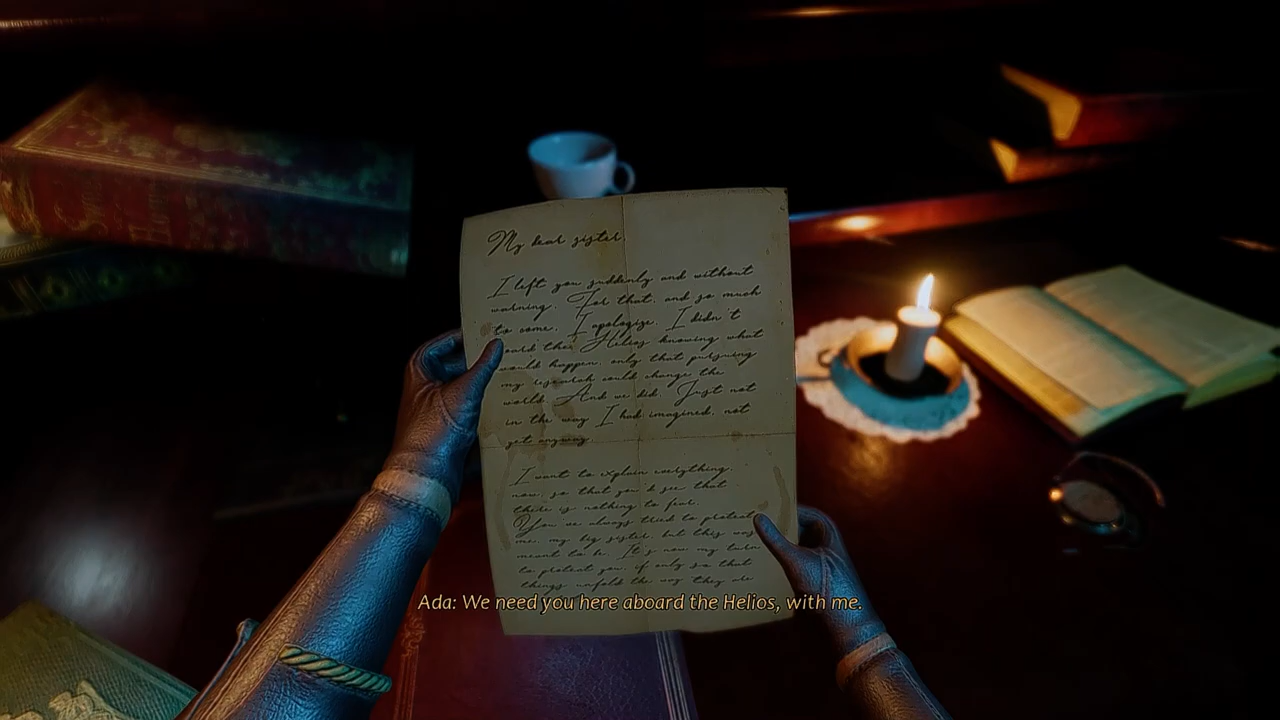 My dear sister,
I left you suddenly and without
warning. For that, and so much
to come, I apologize. I didn't
oard the Helios knowing what
would happen, only that pursuing
my research could change the
world. And we did. Just not
in the way I had imagined, not
yet anyway.
I want to explain everything
now, so that you'd see that
there is nothing to fear.
You've always tried to protect
me, my big sister, but this was
meant to be. It's now my turn
to protect you, if only so that
things unfold the way they are
Ada: We need you here aboard the Helios, with me.